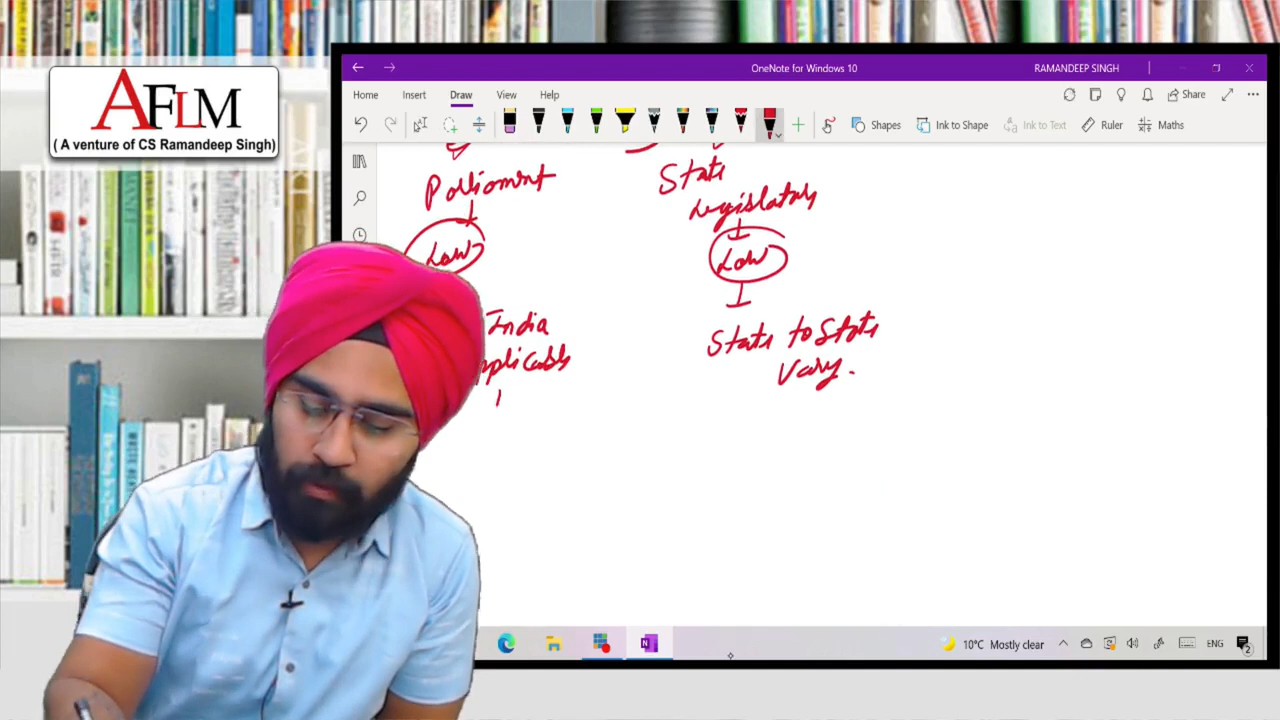 AFLM
( A venture of CS Ramandeep Singh)
OneNote for Windows 10
RAMANDEEP SINGH
Home
Insert
Draw
View
Help
Share
Shapes
Ink to Shape
Ink to Text
Ruler
Maths
Parliament
Law
India
State
Legislature
Law
State to State
Vary.
10°C Mostly clear
ENG
2